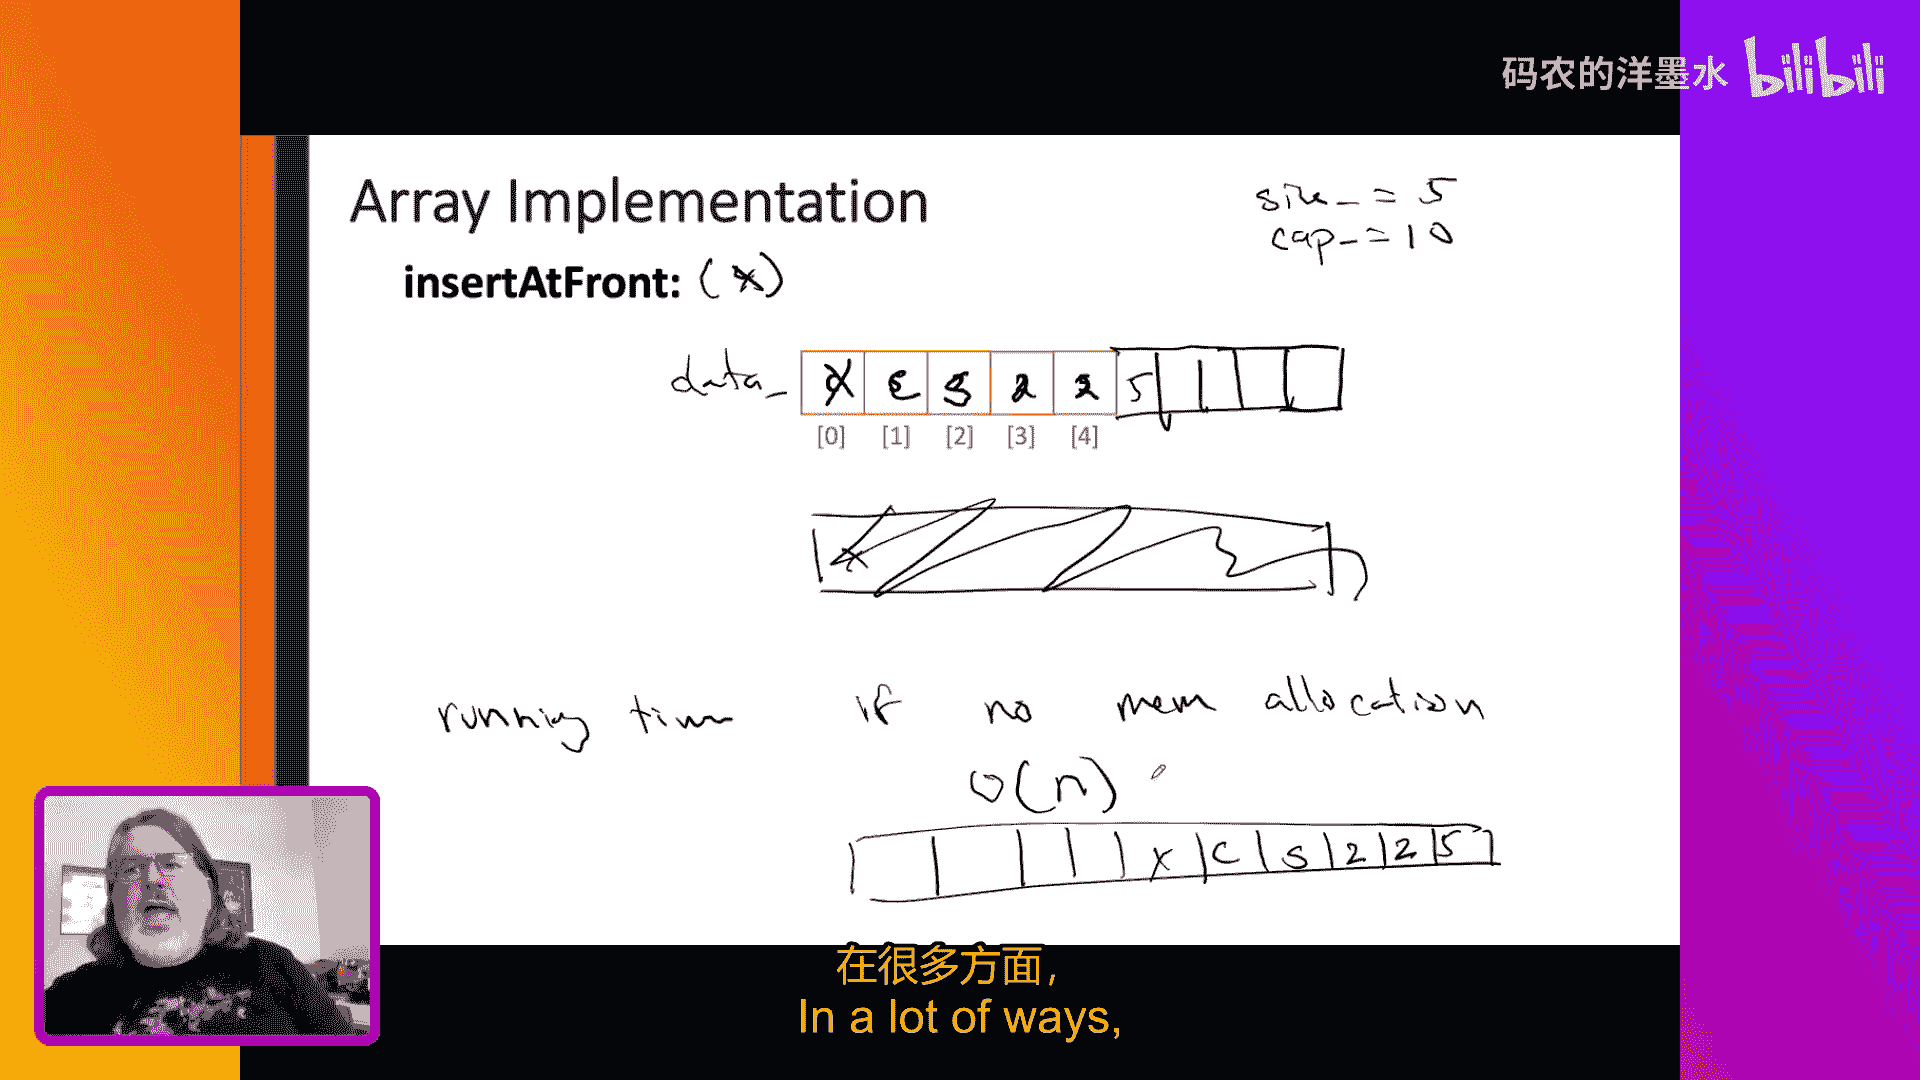 码农的洋墨水 bilibili
Array Implementation
size_ = 5
cap_ = 10
insertAtFront: (x)
data_ X C S 2 2 5
[0] [1] [2] [3] [4]
x
running time if no mem allocation
O(n)
X C S 2 2 5
在很多方面，
In a lot of ways,